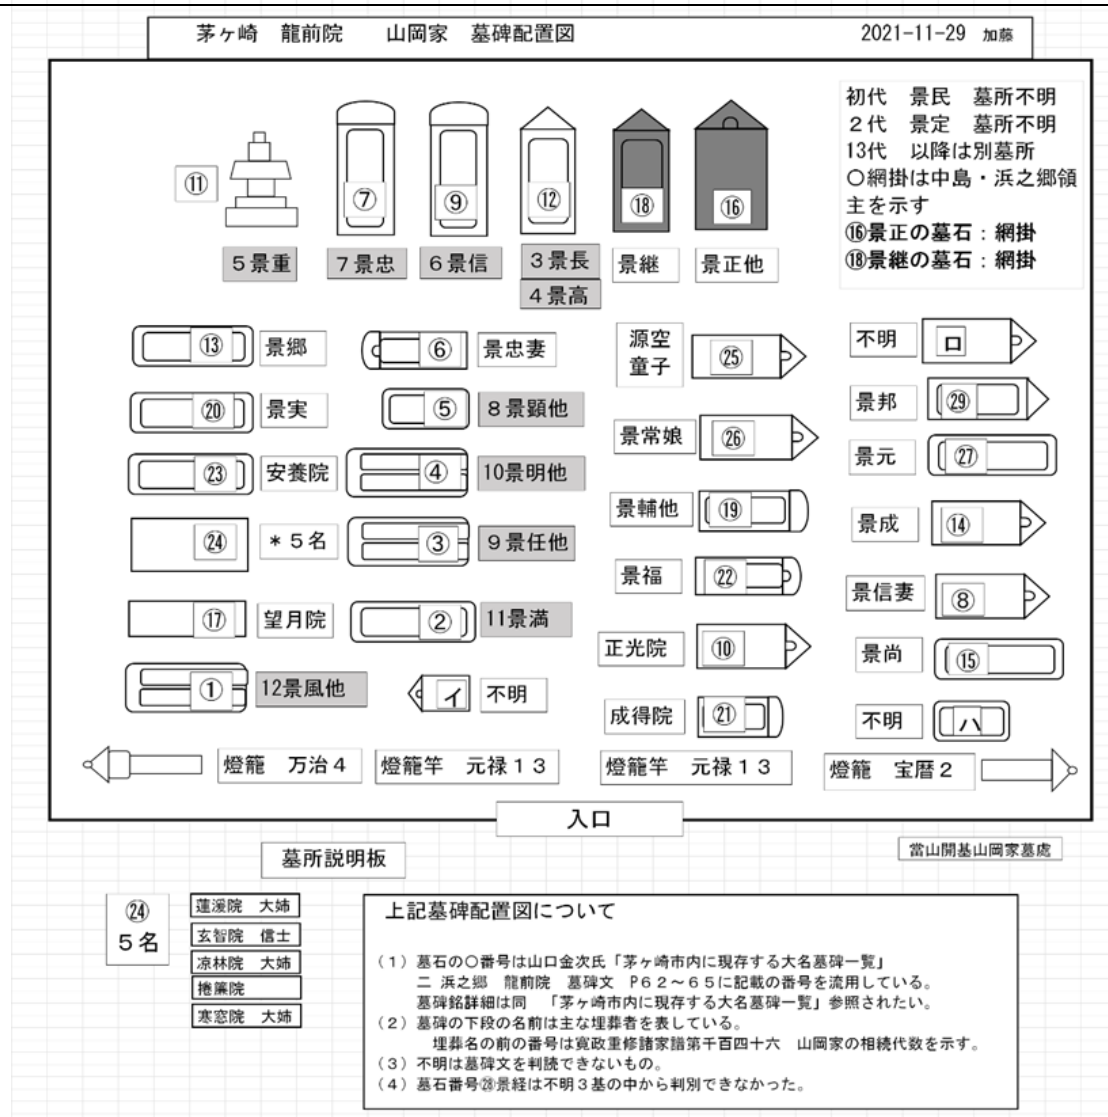 茅ヶ崎　龍前院　　山岡家　墓碑配置図
2021-11-29　加藤
初代　景民　墓所不明
２代　景定　墓所不明
13代　以降は別墓所
○網掛は中島・浜之郷領
主を示す
⑯景正の墓石：網掛
⑱景継の墓石：網掛
⑪
⑦
⑨
⑫
⑱
⑯
５景重
７景忠
６景信
３景長
４景高
景継
景正他
⑬
景郷
⑥
景忠妻
源空
童子
㉕
不明
ロ
⑳
景実
⑤
８景顕他
景常娘
㉖
景邦
㉙
㉓
安養院
④
10景明他
景輔他
⑲
景元
㉗
㉔
＊５名
③
９景任他
景福
㉒
景成
⑭
⑰
望月院
②
11景満
正光院
⑩
景信妻
⑧
①
12景風他
イ
不明
成得院
㉑
景尚
⑮
不明
ハ
燈籠　万治４
燈籠竿　元禄１３
燈籠竿　元禄１３
燈籠　宝暦２
入口
墓所説明板
當山開基山岡家墓處
㉔
５名
蓮湲院　大姉
玄智院　信士
凉林院　大姉
捲簾院
寒窓院　大姉
上記墓碑配置図について
（１）墓石の○番号は山口金次氏「茅ヶ崎市内に現存する大名墓碑一覧」
二　浜之郷　龍前院　墓碑文　P６２～６５に記載の番号を流用している。
墓碑銘詳細は同　「茅ヶ崎市内に現存する大名墓碑一覧」参照されたい。
（２）墓碑の下段の名前は主な埋葬者を表している。
埋葬名の前の番号は寛政重修諸家譜第千百四十六　山岡家の相続代数を示す。
（３）不明は墓碑文を判読できないもの。
（４）墓石番号㉘景経は不明３基の中から判別できなかった。